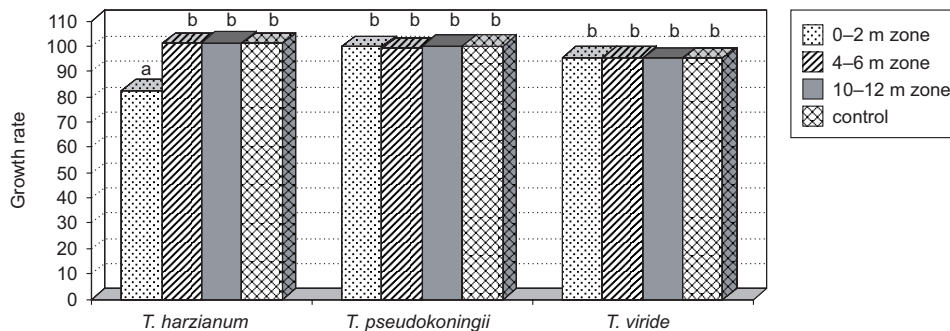 110
100
90
80
70
60
50
40
30
20
10
0
Growth rate
a b b b
b b b b
b b b b
T. harzianum
T. pseudokoningii
T. viride
0–2 m zone
4–6 m zone
10–12 m zone
control